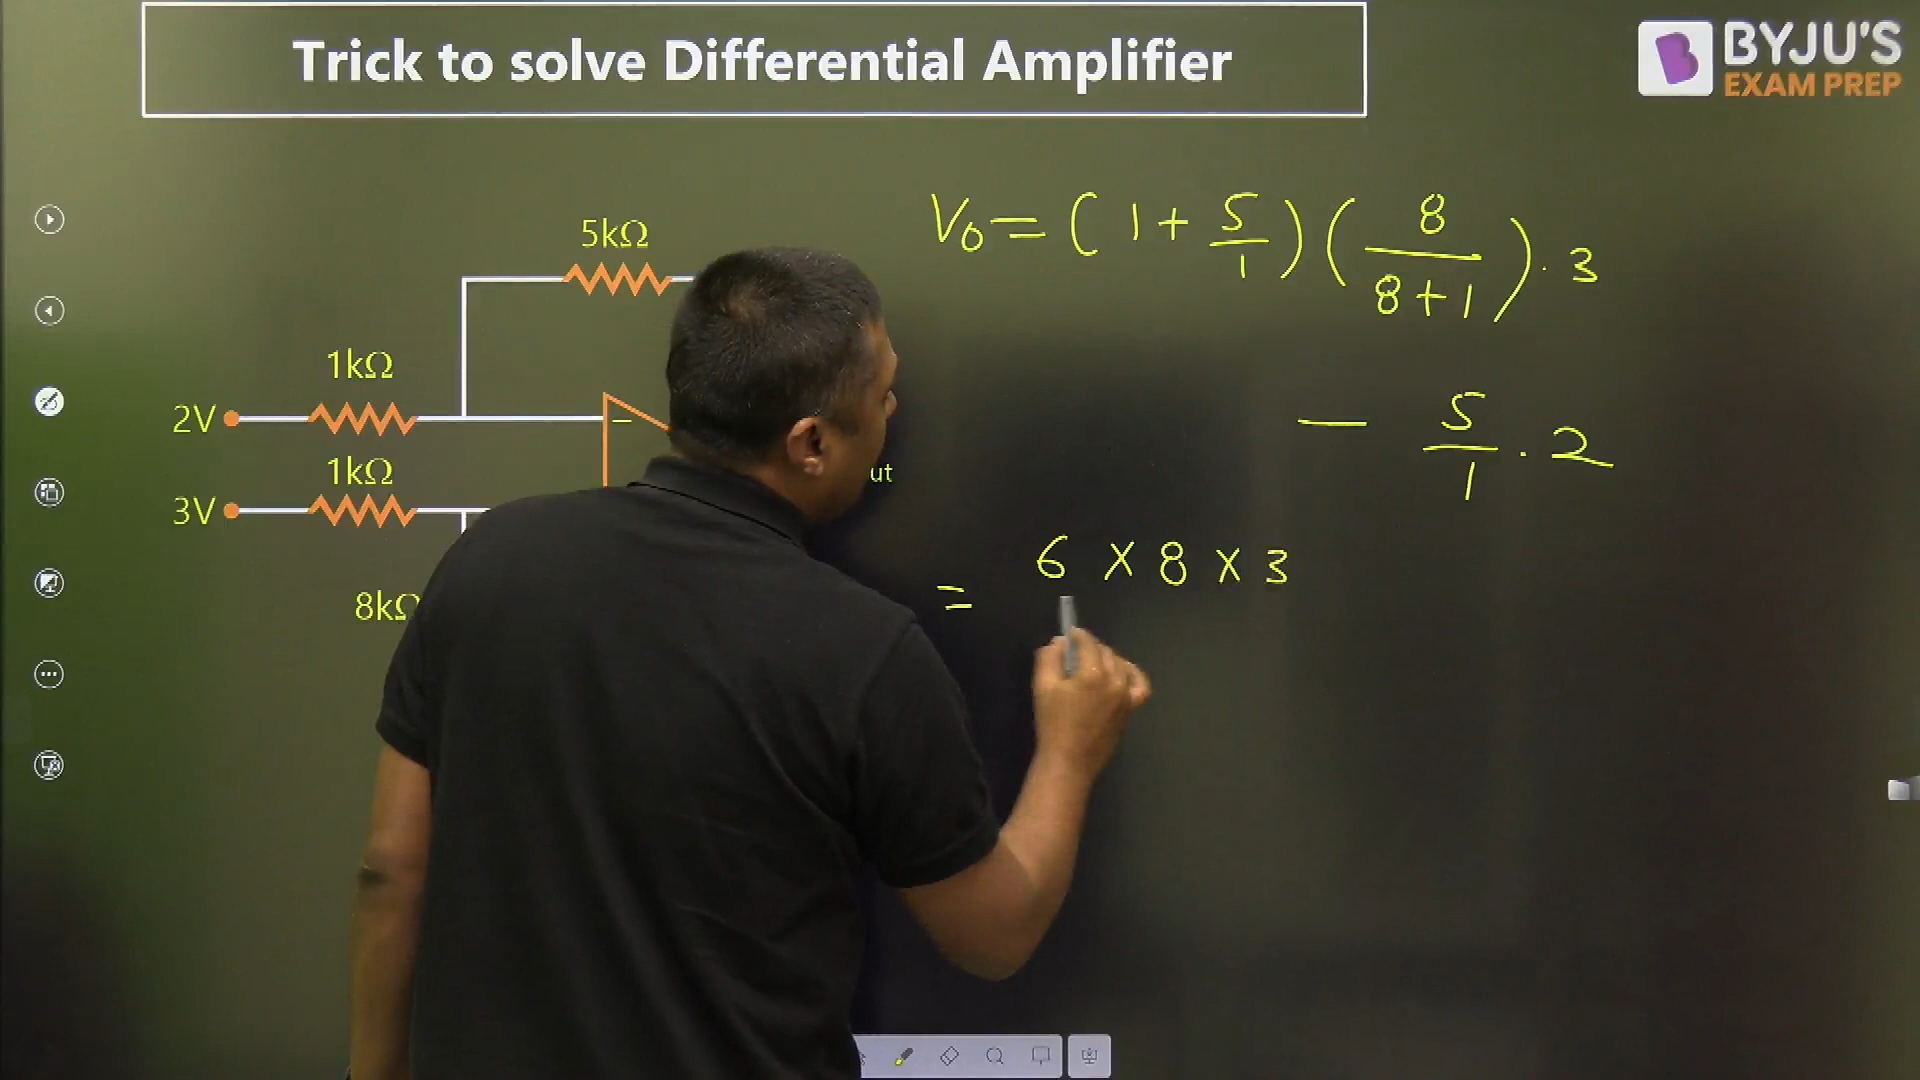 Trick to solve Differential Amplifier
BYJU'S
EXAM PREP
5kΩ
1kΩ
2V
1kΩ
3V
8kΩ
−
ut
V₀ = (1 + 5/1)(8/(8+1)) · 3
− 5/1 · 2
= 6 × 8 × 3